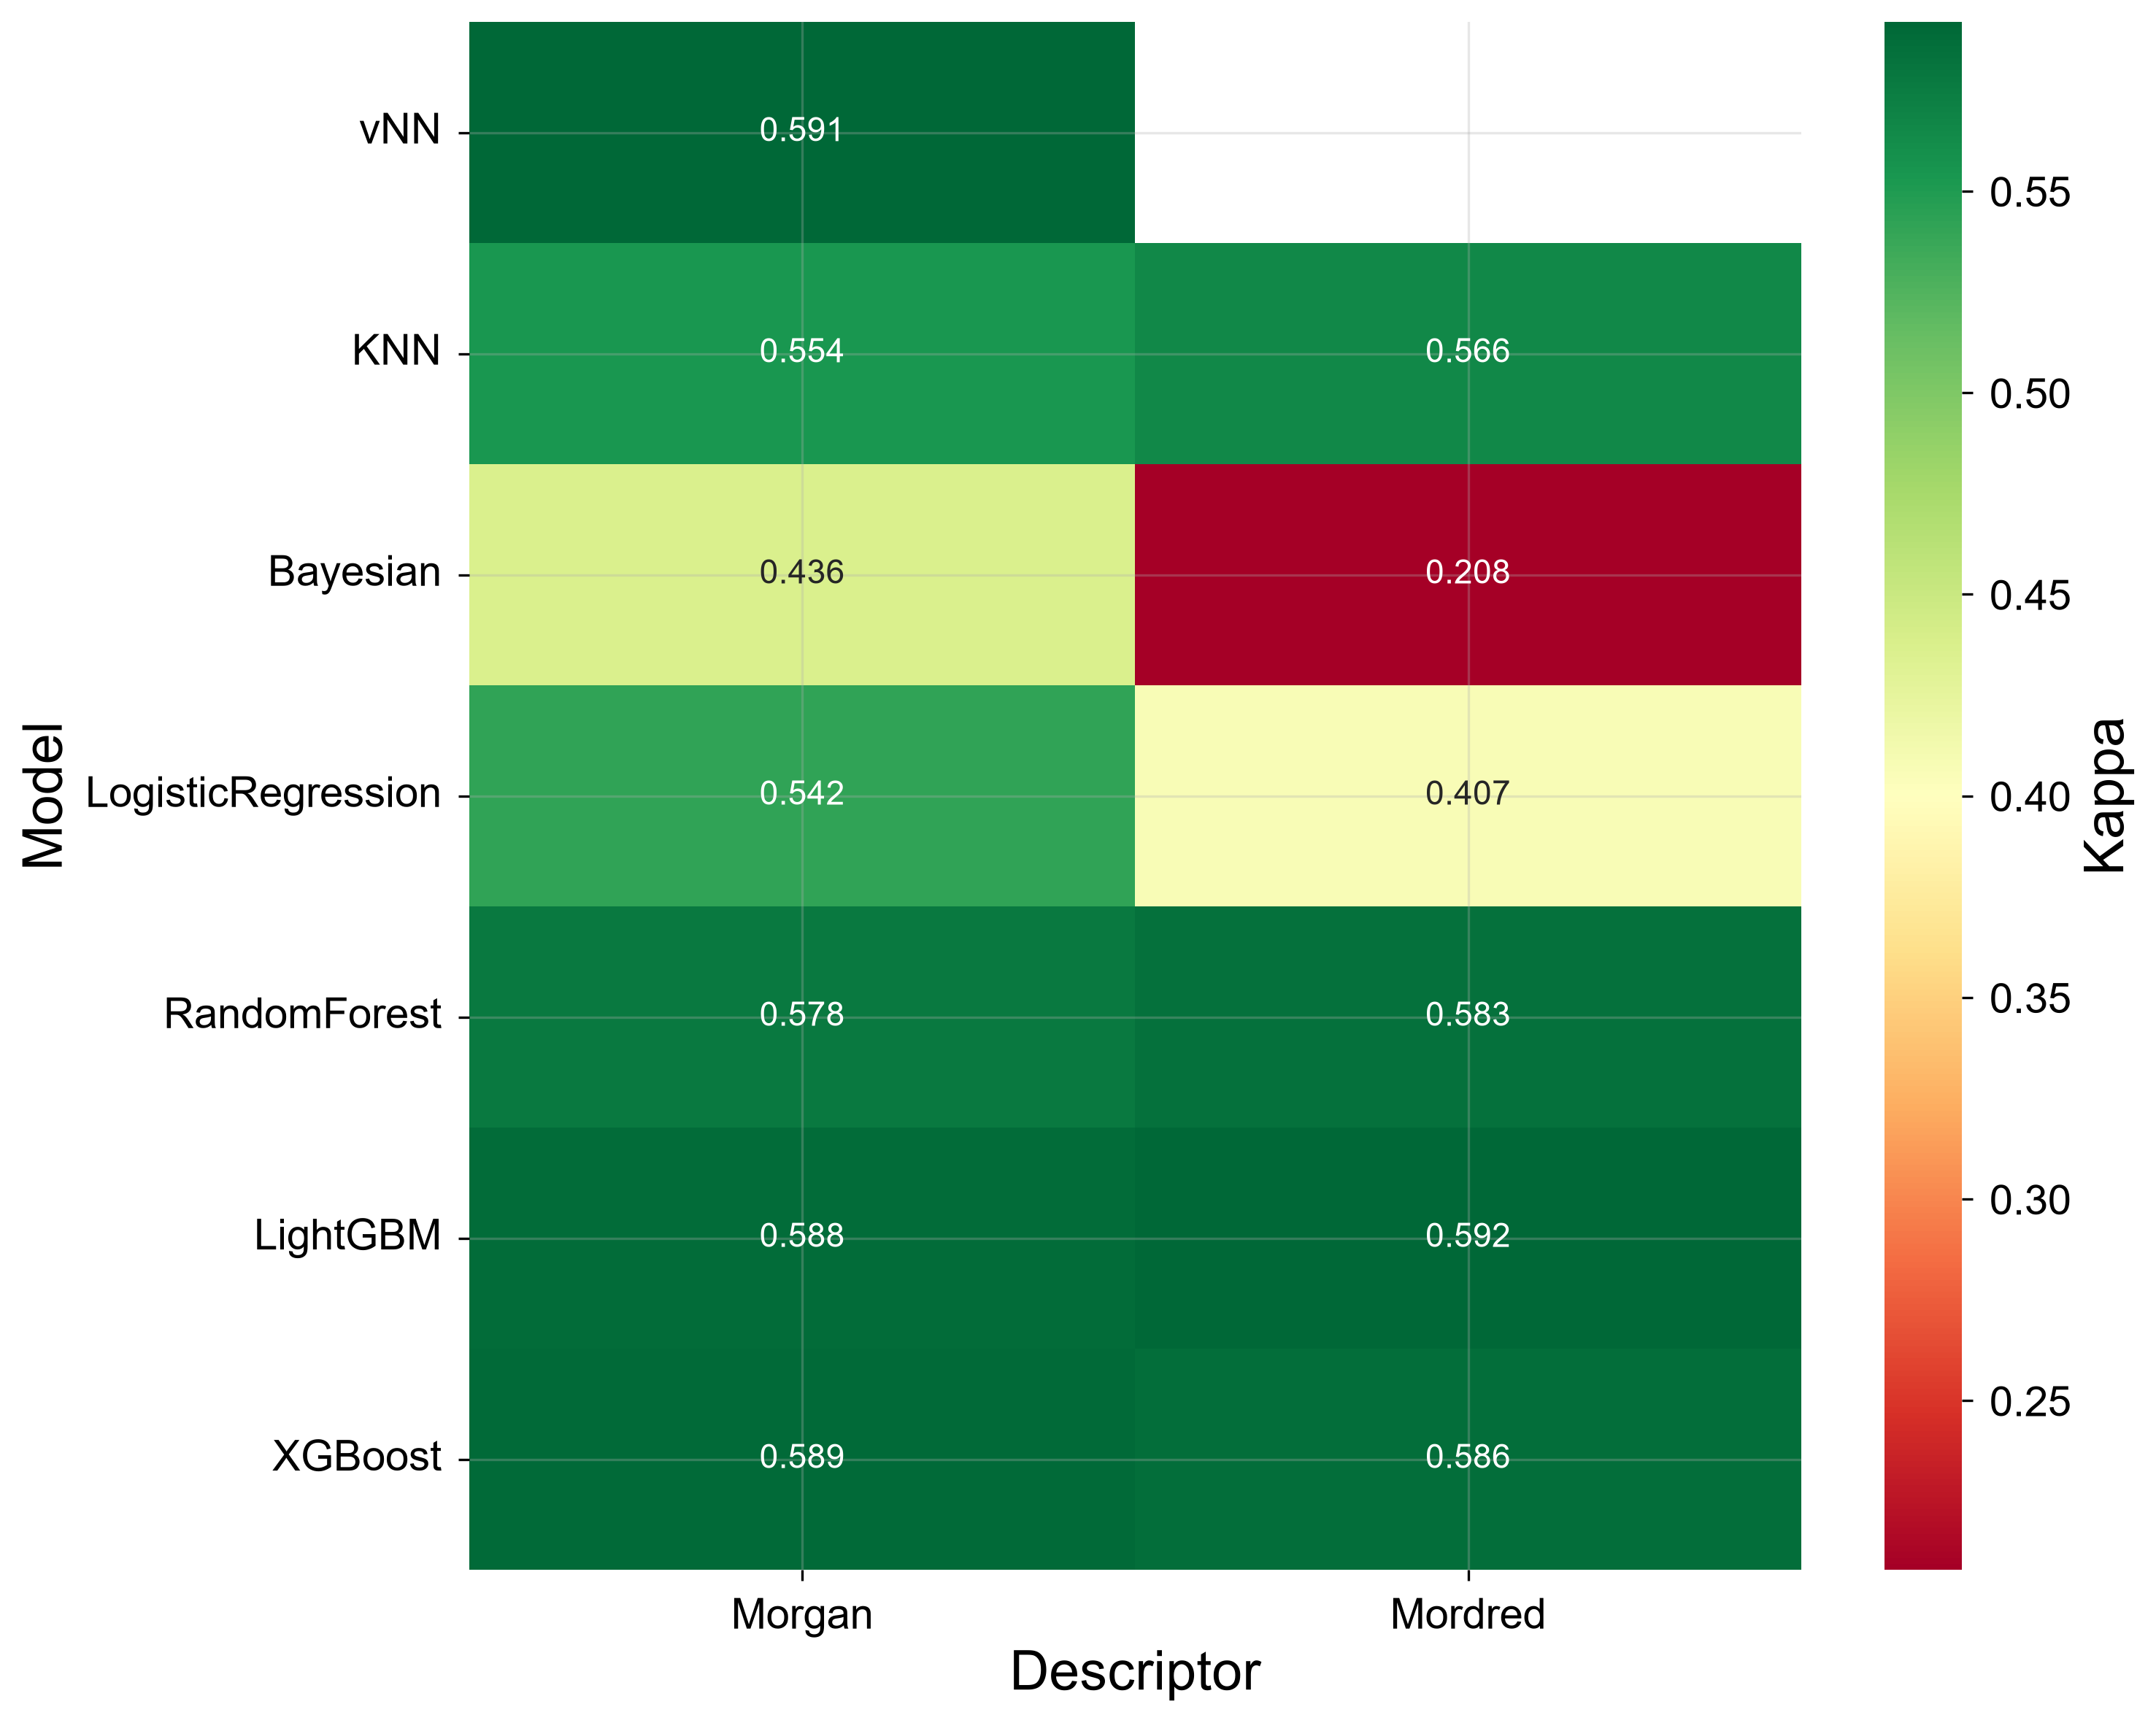 Model
vNN 0.591
KNN 0.554 0.566
Bayesian 0.436 0.208
LogisticRegression 0.542 0.407
RandomForest 0.578 0.583
LightGBM 0.588 0.592
XGBoost 0.589 0.586
Morgan Mordred
Descriptor
0.55
0.50
0.45
0.40
0.35
0.30
0.25
Kappa